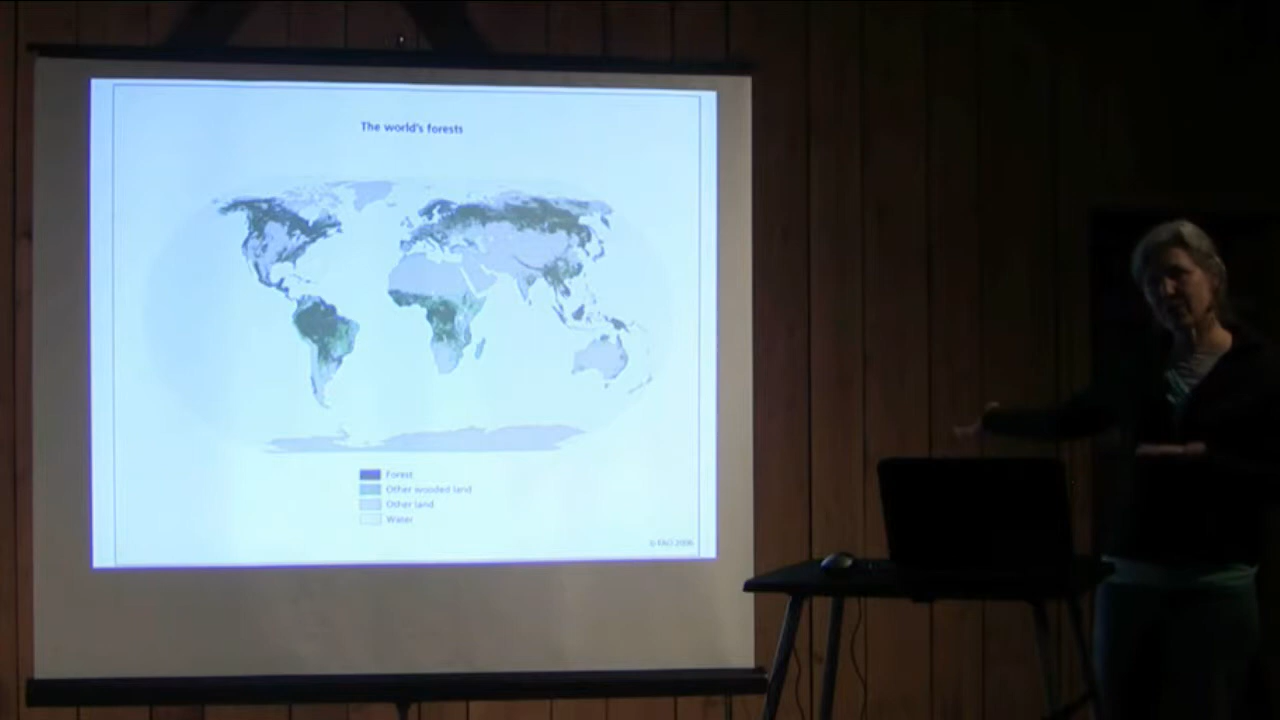 The world's forests
Forest
Other wooded land
Other land
Water
© FAO 2006